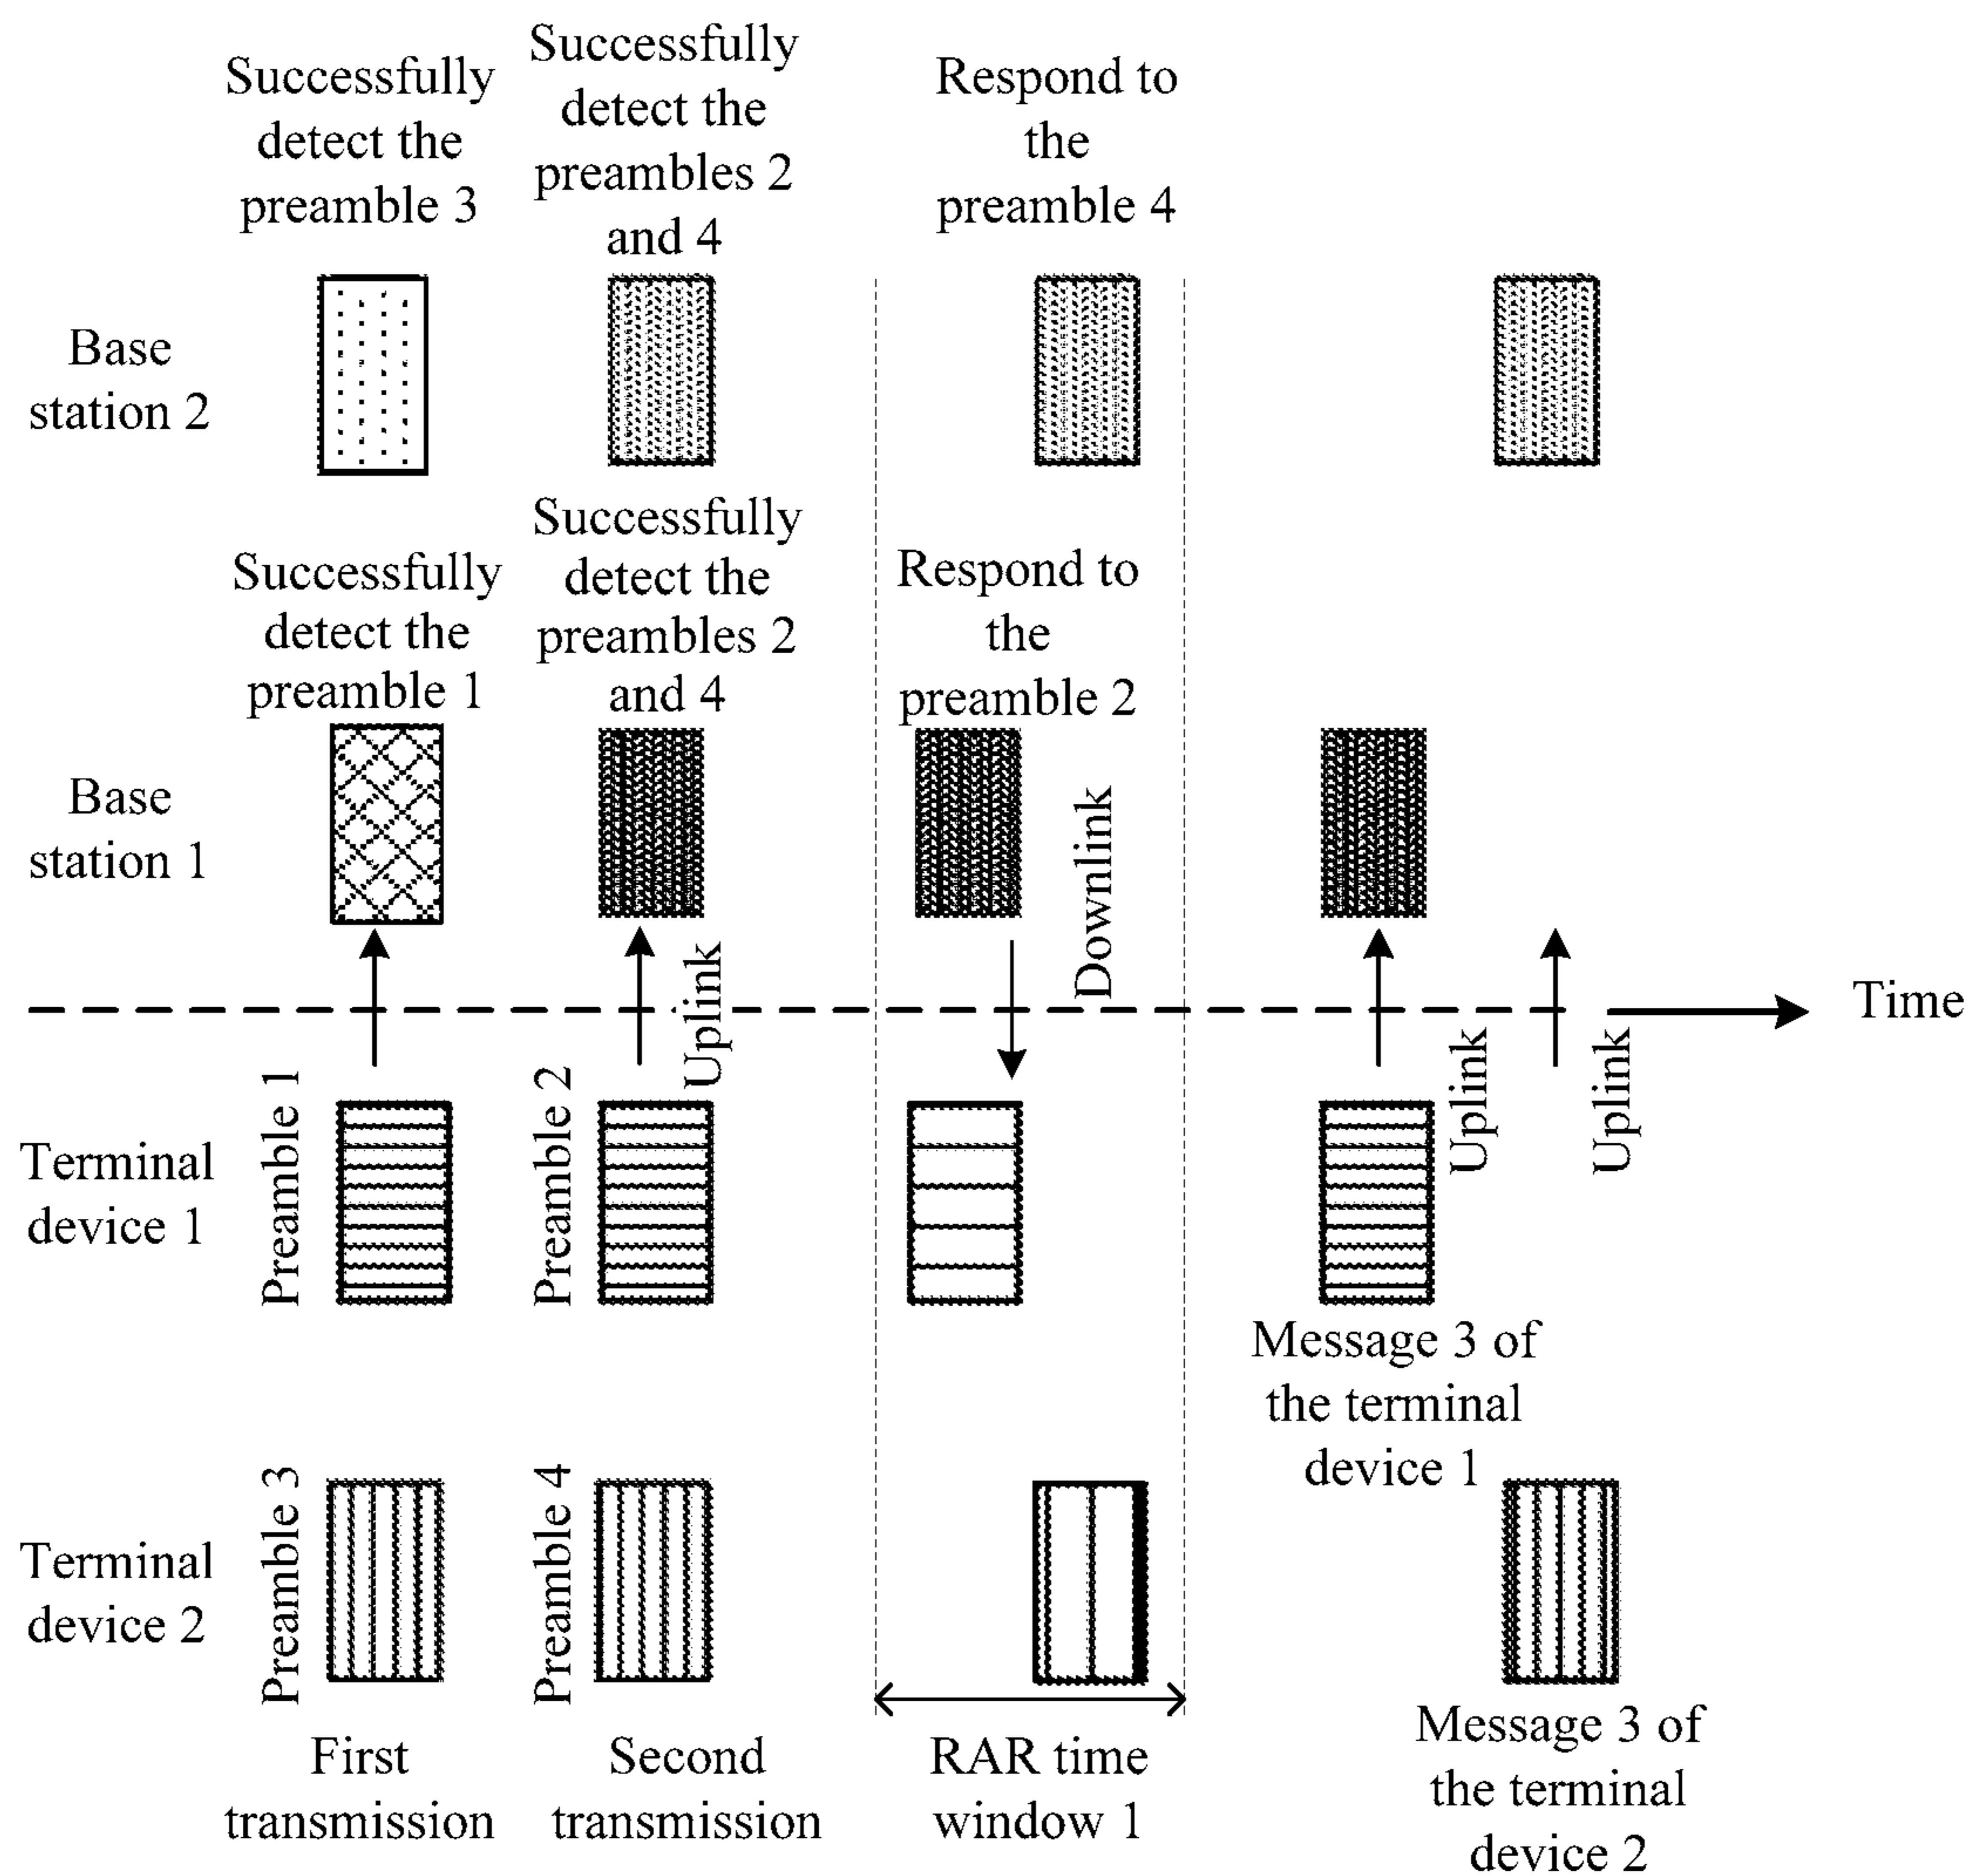 Successfully
detect the
preamble 3
Successfully
detect the
preambles 2
and 4
Respond to
the
preamble 4
Base
station 2
Successfully
detect the
preamble 1
Successfully
detect the
preambles 2
and 4
Respond to
the
preamble 2
Base
station 1
Downlink
Uplink
Time
Uplink
Uplink
Terminal
device 1
Preamble 1
Preamble 2
Message 3 of
the terminal
device 1
Terminal
device 2
Preamble 3
Preamble 4
Message 3 of
the terminal
device 2
First
transmission
Second
transmission
RAR time
window 1